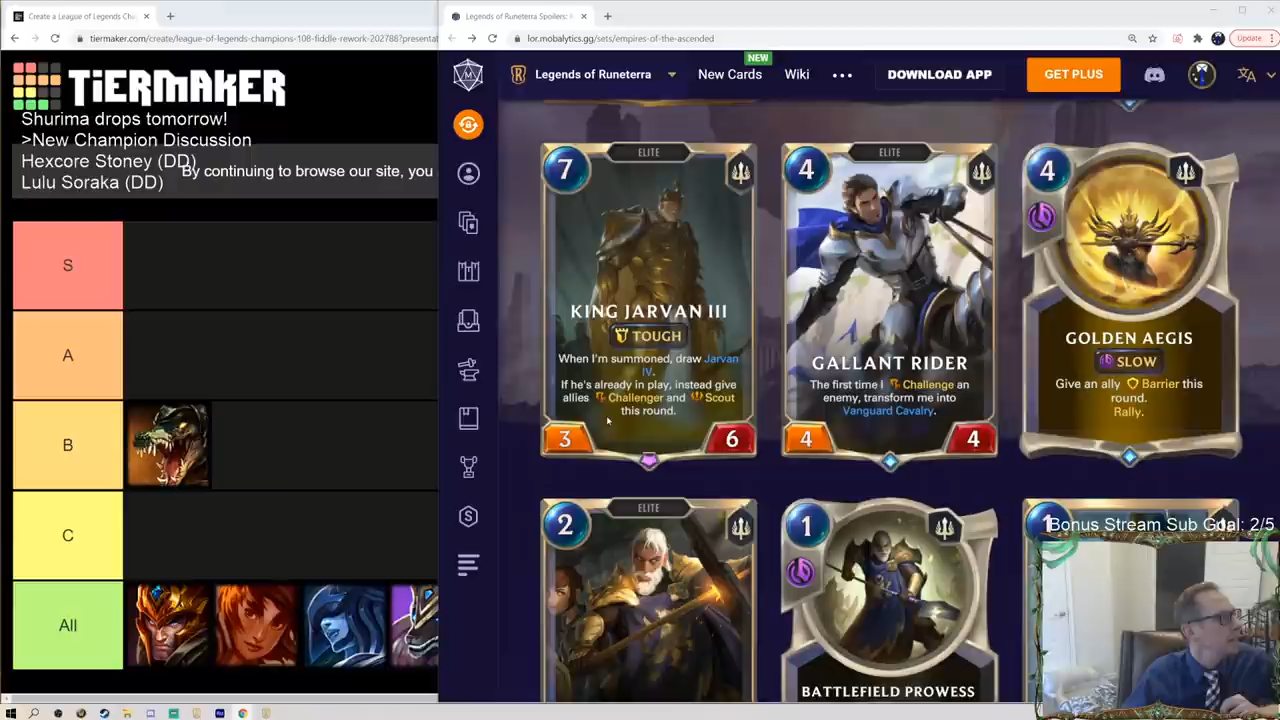 Create a League of Legends Cha
Legends of Runeterra Spoilers:
tiermaker.com/create/league-of-legends-champions-108-fiddle-rework-202788?presentat
lor.mobalytics.gg/sets/empires-of-the-ascended
Update
TiERMAKER
Shurima drops tomorrow!
>New Champion Discussion
Hexcore Stoney (DD)
Lulu Soraka (DD)
By continuing to browse our site, you
S
A
B
C
All
Legends of Runeterra
New Cards
NEW
Wiki
DOWNLOAD APP
GET PLUS
ELITE
7
KING JARVAN III
TOUGH
When I'm summoned, draw Jarvan
IV.
If he's already in play, instead give
allies Challenger and Scout
this round.
3
6
ELITE
4
GALLANT RIDER
The first time I Challenge an
enemy, transform me into
Vanguard Cavalry.
4
4
4
GOLDEN AEGIS
SLOW
Give an ally Barrier this
round.
Rally.
ELITE
2
1
BATTLEFIELD PROWESS
1
Bonus Stream Sub Goal: 2/5